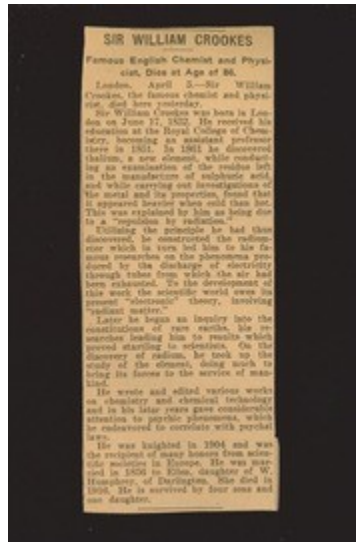 SIR WILLIAM CROOKES
Famous English Chemist and Physi-
cist, Dies at Age of 86.
London, April 5.—Sir William
Crookes, the famous chemist and physi-
cist, died here yesterday.
Sir William Crookes was born in Lon-
don on June 17, 1832. He received his
education at the Royal College of Chem-
istry, becoming an assistant professor
there in 1851. In 1861 he discovered
thalium, a new element, while conduct-
ing an examination of the residue left
in the manufacture of sulphuric acid,
and while carrying out investigations of
the metal and its properties, found that
it appeared heavier when cold than hot.
This was explained by him as being due
to a "repulsion by radiation."
Utilizing the principle he had thus
discovered, he constructed the radiom-
eter which in turn led him to his fa-
mous researches on the phenomena pro-
duced by the discharge of electricity
through tubes from which the air had
been exhausted. To the development of
this work the scientific world owes its
present "electronic" theory, involving
"radiant matter."
Later he began an inquiry into the
constitutions of rare earths, his re-
searches leading him to results which
proved startling to scientists. On the
discovery of radium, he took up the
study of the element, doing much to
bring its forces to the service of man-
kind.
He wrote and edited various works
on chemistry and chemical technology
and in his later years gave considerable
attention to psychic phenomena, which
he endeavored to correlate with psychal
laws.
He was knighted in 1904 and was
the recipient of many honors from scien-
tific societies in Europe. He was mar-
ried in 1856 to Ellen, daughter of W.
Humphrey, of Darlington. She died in
1916. He is survived by four sons and
one daughter.